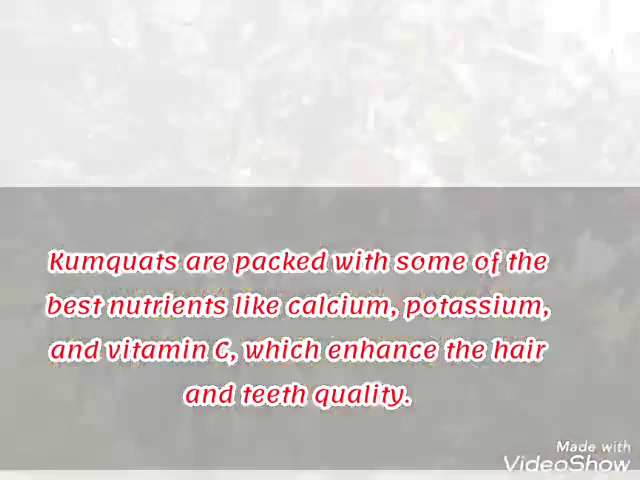 Kumquats are packed with some of the
best nutrients like calcium, potassium,
and vitamin C, which enhance the hair
and teeth quality.
Made with
VideoShow